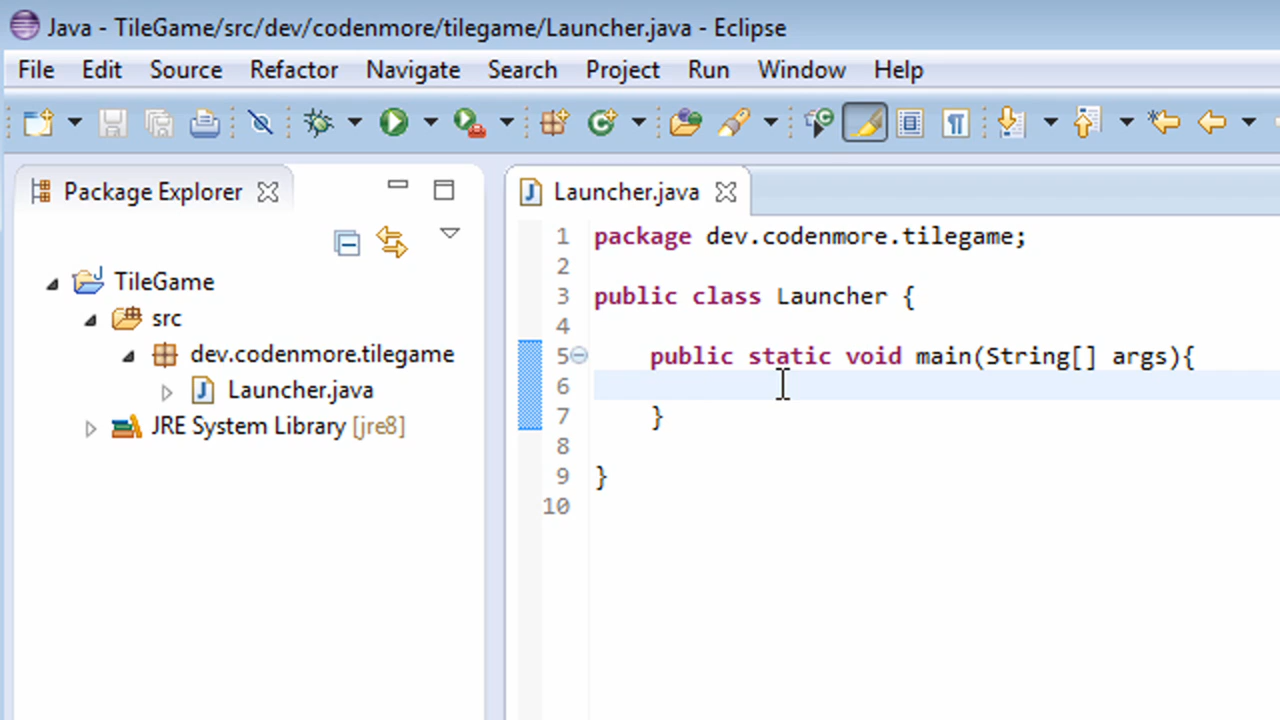 Java - TileGame/src/dev/codenmore/tilegame/Launcher.java - Eclipse
File Edit Source Refactor Navigate Search Project Run Window Help
Package Explorer
TileGame
src
dev.codenmore.tilegame
Launcher.java
JRE System Library [jre8]
Launcher.java
1 package dev.codenmore.tilegame;
2
3 public class Launcher {
4
5 public static void main(String[] args){
6
7 }
8
9 }
10